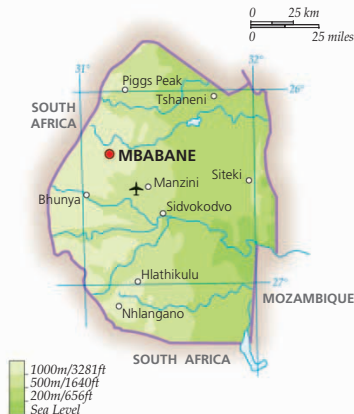 0 25 km
0 25 miles
31°
32°
Piggs Peak
26°
Tshaneni
SOUTH
AFRICA
MBABANE
Siteki
Manzini
Bhunya
Sidvokodvo
Hlathikulu
27°
MOZAMBIQUE
Nhlangano
SOUTH AFRICA
1000m/3281ft
500m/1640ft
200m/656ft
Sea Level